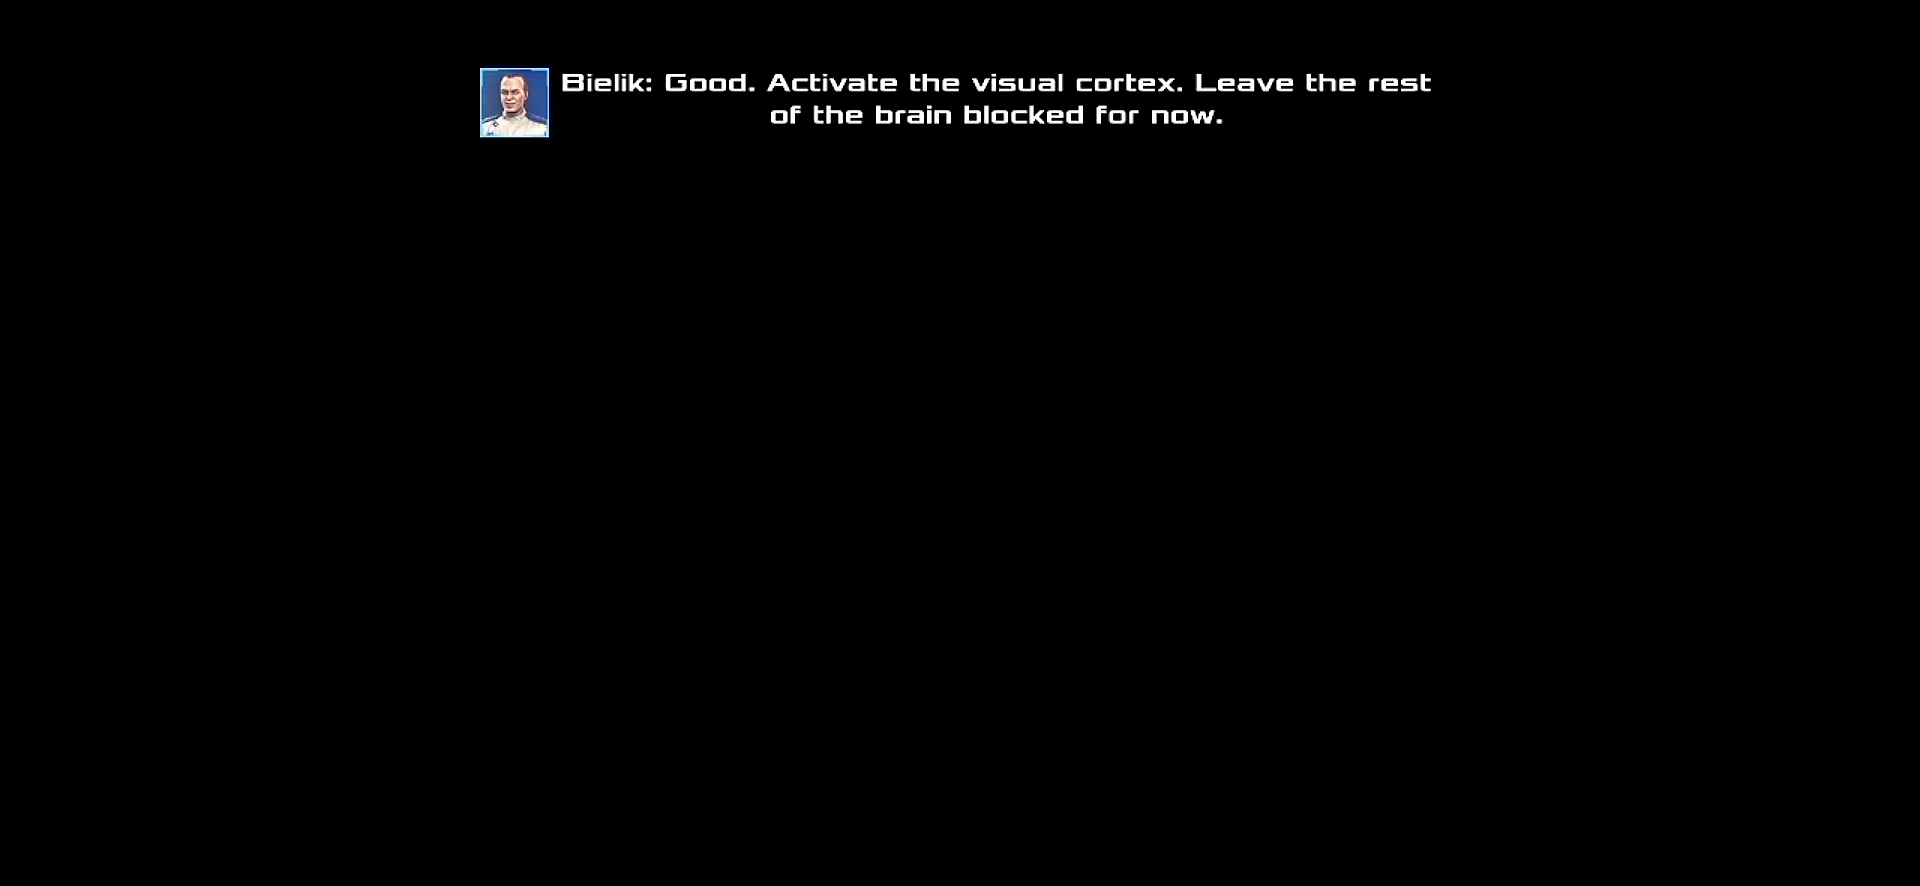 Bielik: Good. Activate the visual cortex. Leave the rest
of the brain blocked for now.